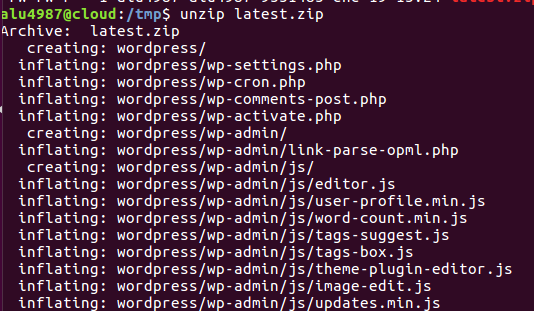 alu4987@cloud:/tmp$ unzip latest.zip
Archive:  latest.zip
   creating: wordpress/
  inflating: wordpress/wp-settings.php
  inflating: wordpress/wp-cron.php
  inflating: wordpress/wp-comments-post.php
  inflating: wordpress/wp-activate.php
   creating: wordpress/wp-admin/
  inflating: wordpress/wp-admin/link-parse-opml.php
   creating: wordpress/wp-admin/js/
  inflating: wordpress/wp-admin/js/editor.js
  inflating: wordpress/wp-admin/js/user-profile.min.js
  inflating: wordpress/wp-admin/js/word-count.min.js
  inflating: wordpress/wp-admin/js/tags-suggest.js
  inflating: wordpress/wp-admin/js/tags-box.js
  inflating: wordpress/wp-admin/js/theme-plugin-editor.js
  inflating: wordpress/wp-admin/js/image-edit.js
  inflating: wordpress/wp-admin/js/updates.min.js